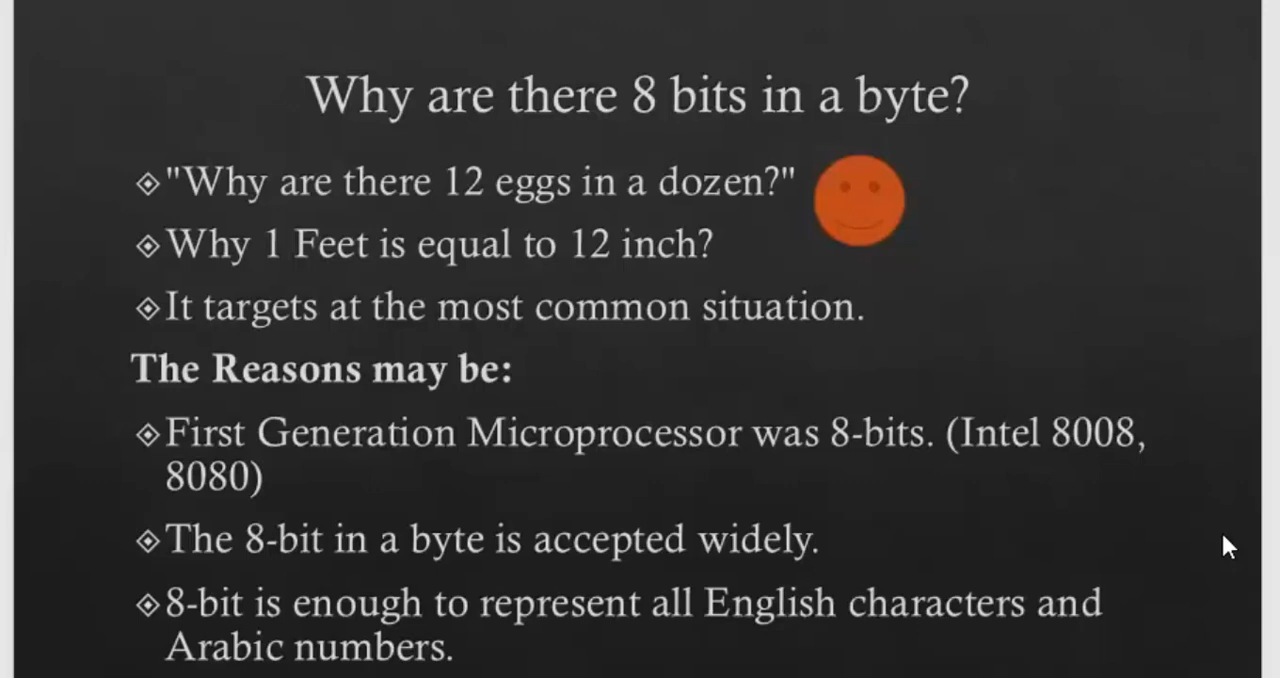 Why are there 8 bits in a byte?
"Why are there 12 eggs in a dozen?"
Why 1 Feet is equal to 12 inch?
It targets at the most common situation.
The Reasons may be:
First Generation Microprocessor was 8-bits. (Intel 8008,
8080)
The 8-bit in a byte is accepted widely.
8-bit is enough to represent all English characters and
Arabic numbers.